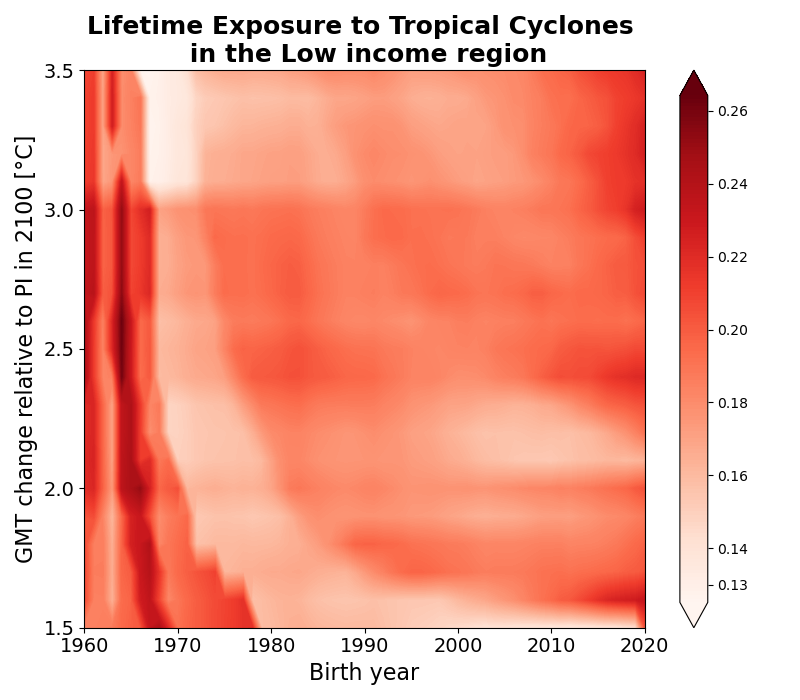 Lifetime Exposure to Tropical Cyclones
in the Low income region
GMT change relative to PI in 2100 [°C]
3.5
3.0
2.5
2.0
1.5
1960 1970 1980 1990 2000 2010 2020
Birth year
0.26
0.24
0.22
0.20
0.18
0.16
0.14
0.13